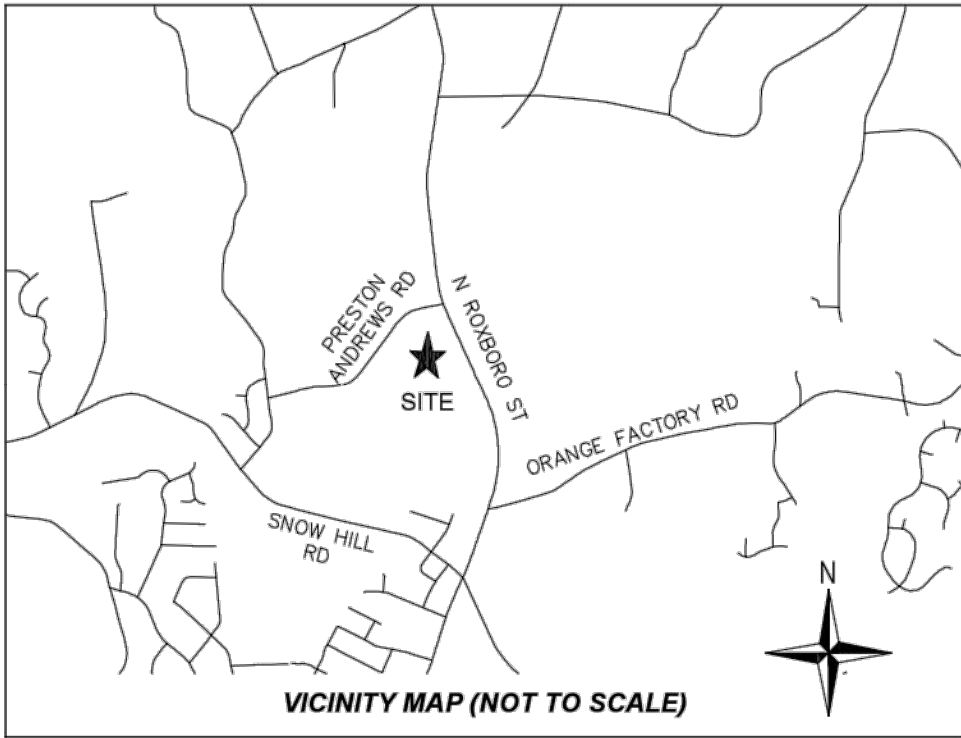 PRESTON
ANDREWS RD
N ROXBORO ST
SITE
ORANGE FACTORY RD
SNOW HILL
RD
N
VICINITY MAP (NOT TO SCALE)